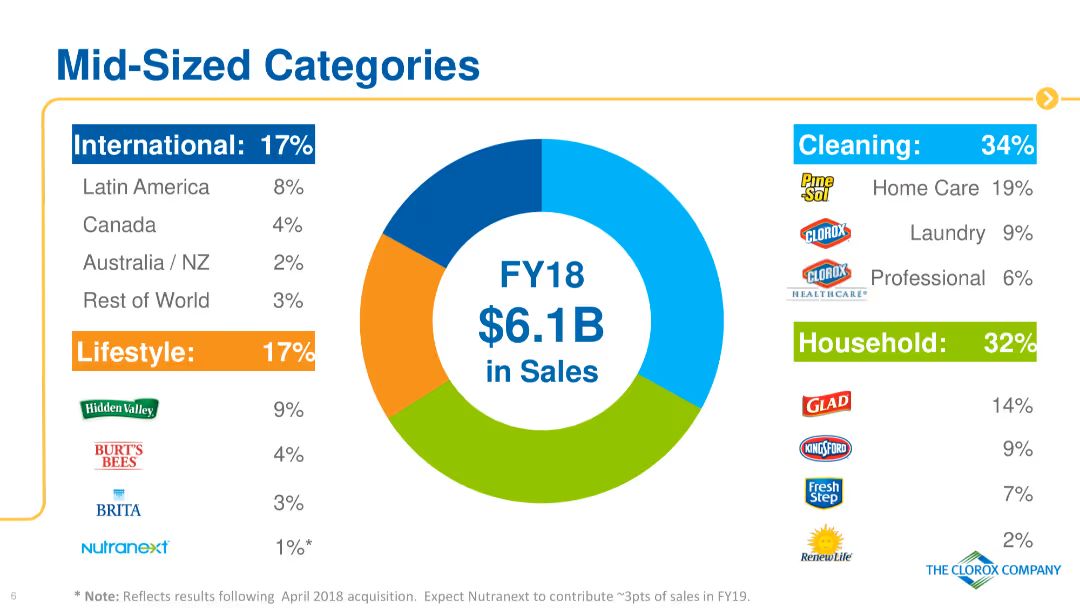 Mid-Sized Categories
International: 17%
Latin America 8%
Canada 4%
Australia / NZ 2%
Rest of World 3%
Lifestyle: 17%
Hidden Valley 9%
BURT'S BEES 4%
BRITA 3%
nutranext 1%*
FY18
$6.1B
in Sales
Cleaning: 34%
Pine-Sol Home Care 19%
CLOROX Laundry 9%
CLOROX HEALTHCARE® Professional 6%
Household: 32%
GLAD 14%
KINGSFORD 9%
Fresh Step 7%
RenewLife 2%
THE CLOROX COMPANY
6
* Note: Reflects results following April 2018 acquisition. Expect Nutranext to contribute ~3pts of sales in FY19.